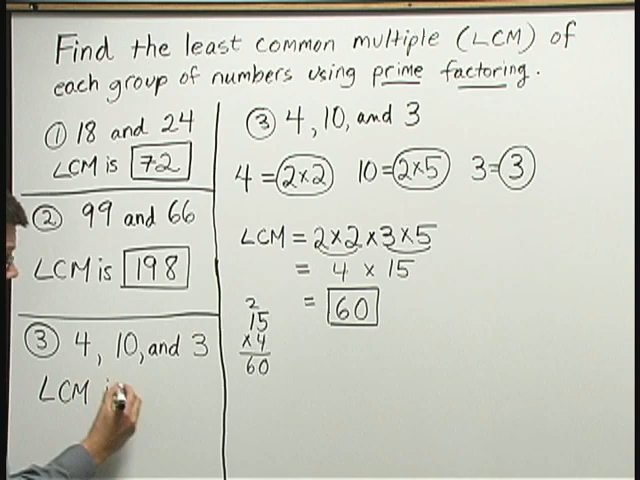 Find the least common multiple (LCM) of
each group of numbers using prime factoring.
① 18 and 24
LCM is 72
② 99 and 66
LCM is 198
③ 4, 10, and 3
LCM i
③ 4, 10, and 3
4 = 2×2 10 = 2×5 3 = 3
LCM = 2×2×3×5
= 4 × 15
= 60
2
15
×4
60